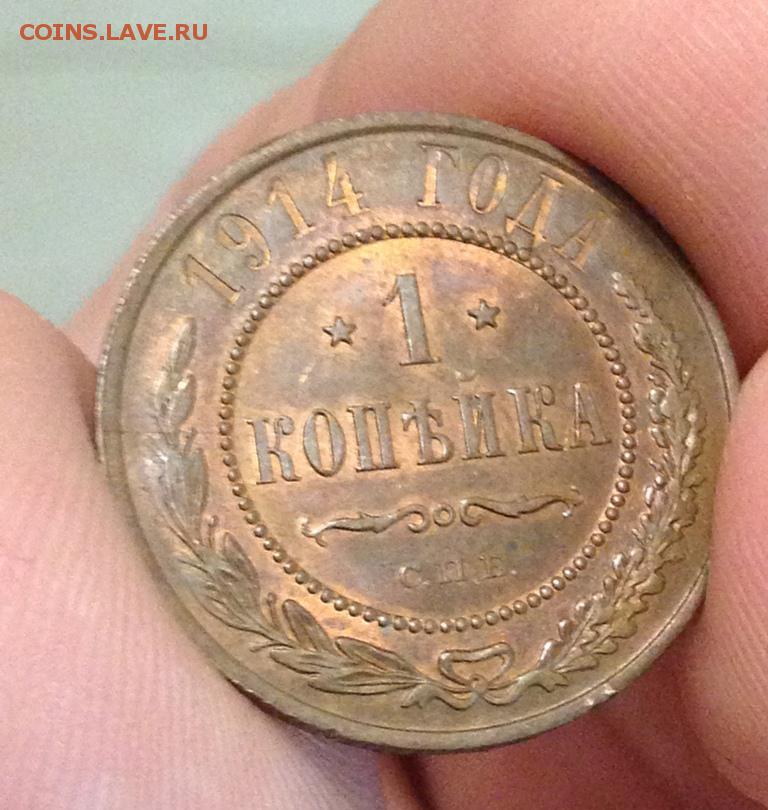 COINS.LAVE.RU
1914 ГОДА
1
КОПѢЙКА
С.П.Б.